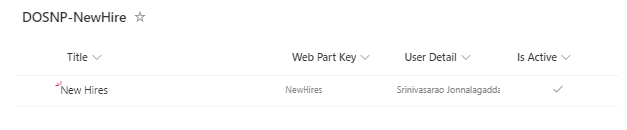 DOSNP-NewHire
Title Web Part Key User Detail Is Active
New Hires NewHires Srinivasarao Jonnalagadda